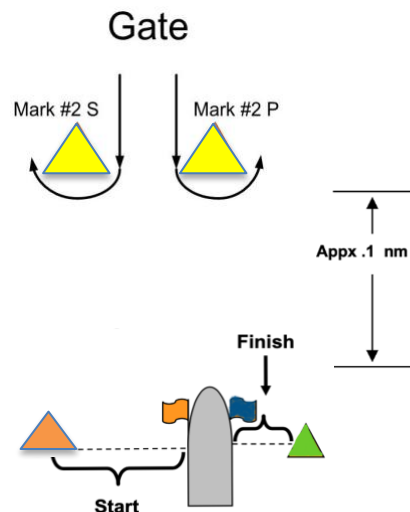 Gate
Mark #2 S
Mark #2 P
Appx .1 nm
Finish
Start